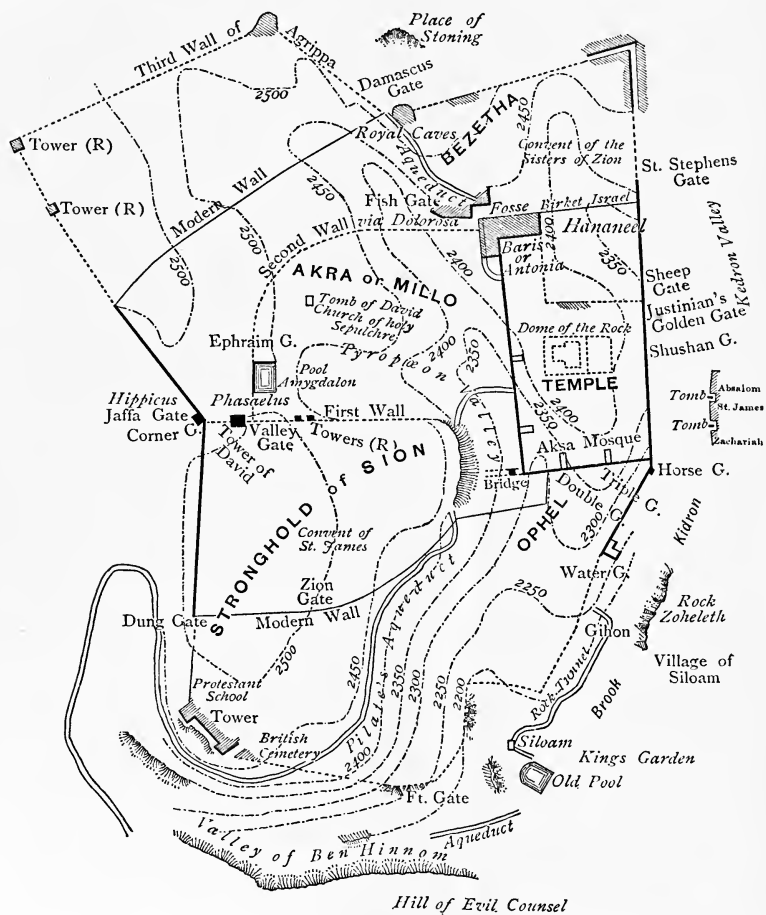 Place of
Stoning
Third Wall of
Agrippa
Damascus
Gate
2500
Royal Caves
BEZETHA
2450
Convent of the
Sisters of Zion
Tower (R)
Aqueduct
St. Stephens
Gate
Tower (R)
Modern Wall
2450
Fish Gate
Fosse
Birket Israel
Second Wall
via Dolorosa
Hananeel
2400
Kedron Valley
2500
2500
Baris
or
Antonia
2350
AKRA or MILLO
2400
Sheep
Gate
Tomb of David
Church of holy
Sepulchre
Justinian's
Golden Gate
Dome of the Rock
Shushan G.
Ephraim G.
Pyropœon Valley
2400
2350
Pool
Amygdalon
TEMPLE
Tomb
Absalom
St. James
Tomb
Zachariah
Hippicus
Phasaelus
Jaffa Gate
First Wall
2350
2400
Corner G.
Valley
Gate
Towers (R)
Aksa Mosque
Tower of
David
Bridge
Double G.
Triple G.
Horse G.
STRONGHOLD of SION
OPHEL
2300
Kidron
Convent of
St. James
Water G.
Zion
Gate
2250
Rock
Zoheleth
Dung Gate
Modern Wall
Pilate's Aqueduct
Gihon
2500
2450
2350
2300
2250
2200
Rock Tunnel
Village of
Siloam
Protestant
School
Brook
Tower
British
Cemetery
2400
Siloam
Kings Garden
Old Pool
Ft. Gate
Valley of Ben Hinnom
Aqueduct
Hill of Evil Counsel